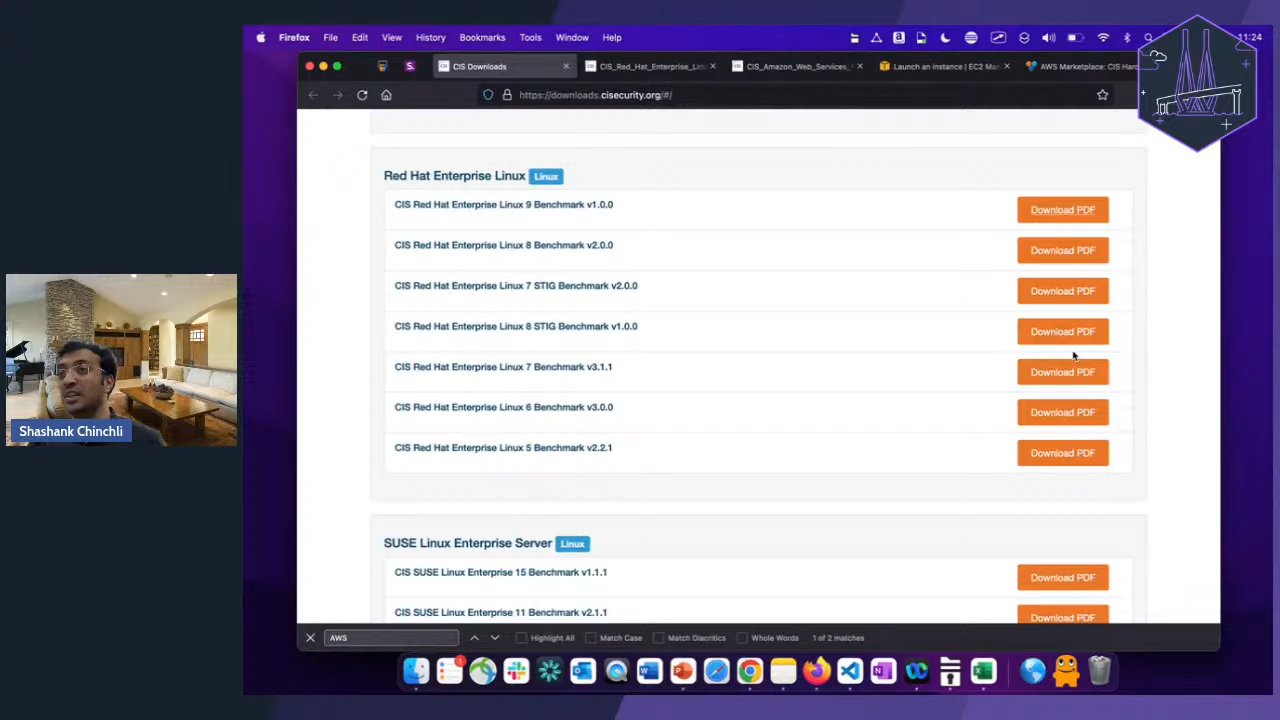 Firefox File Edit View History Bookmarks Tools Window Help
11:24
CIS Downloads
CIS_Red_Hat_Enterprise_Linu
CIS_Amazon_Web_Services_
Launch an instance | EC2 Man
AWS Marketplace: CIS Hard
https://downloads.cisecurity.org/#/
Red Hat Enterprise Linux Linux
CIS Red Hat Enterprise Linux 9 Benchmark v1.0.0 Download PDF
CIS Red Hat Enterprise Linux 8 Benchmark v2.0.0 Download PDF
CIS Red Hat Enterprise Linux 7 STIG Benchmark v2.0.0 Download PDF
CIS Red Hat Enterprise Linux 8 STIG Benchmark v1.0.0 Download PDF
CIS Red Hat Enterprise Linux 7 Benchmark v3.1.1 Download PDF
CIS Red Hat Enterprise Linux 6 Benchmark v3.0.0 Download PDF
CIS Red Hat Enterprise Linux 5 Benchmark v2.2.1 Download PDF
SUSE Linux Enterprise Server Linux
CIS SUSE Linux Enterprise 15 Benchmark v1.1.1 Download PDF
CIS SUSE Linux Enterprise 11 Benchmark v2.1.1 Download PDF
AWS Highlight All Match Case Match Diacritics Whole Words 1 of 2 matches
Shashank Chinchli